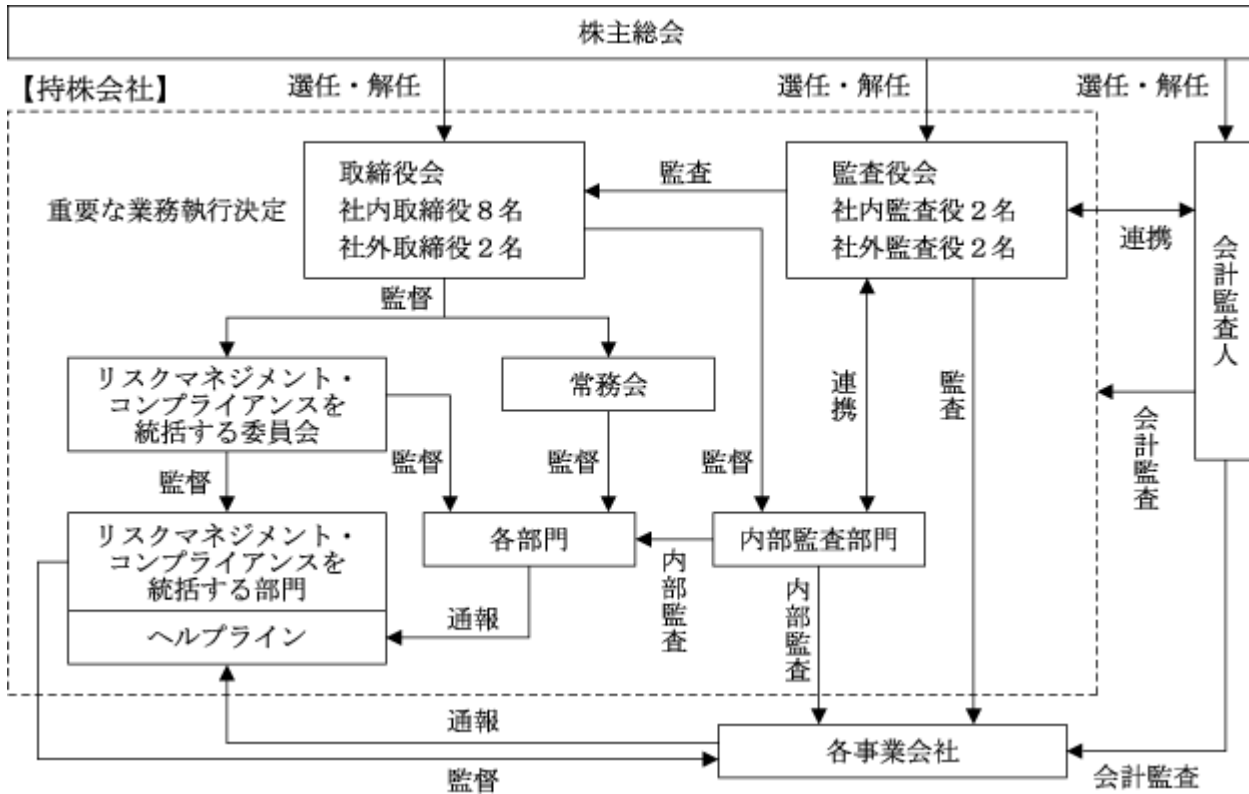 株主総会
【持株会社】
選任・解任
選任・解任
選任・解任
重要な業務執行決定
取締役会
社内取締役8名
社外取締役2名
監査
監査役会
社内監査役2名
社外監査役2名
連携
会計監査人
監督
リスクマネジメント・
コンプライアンスを
統括する委員会
常務会
連携
監査
会計監査
監督
監督
監督
監督
リスクマネジメント・
コンプライアンスを
統括する部門
ヘルプライン
各部門
内部監査部門
通報
内部監査
内部監査
通報
各事業会社
監督
会計監査